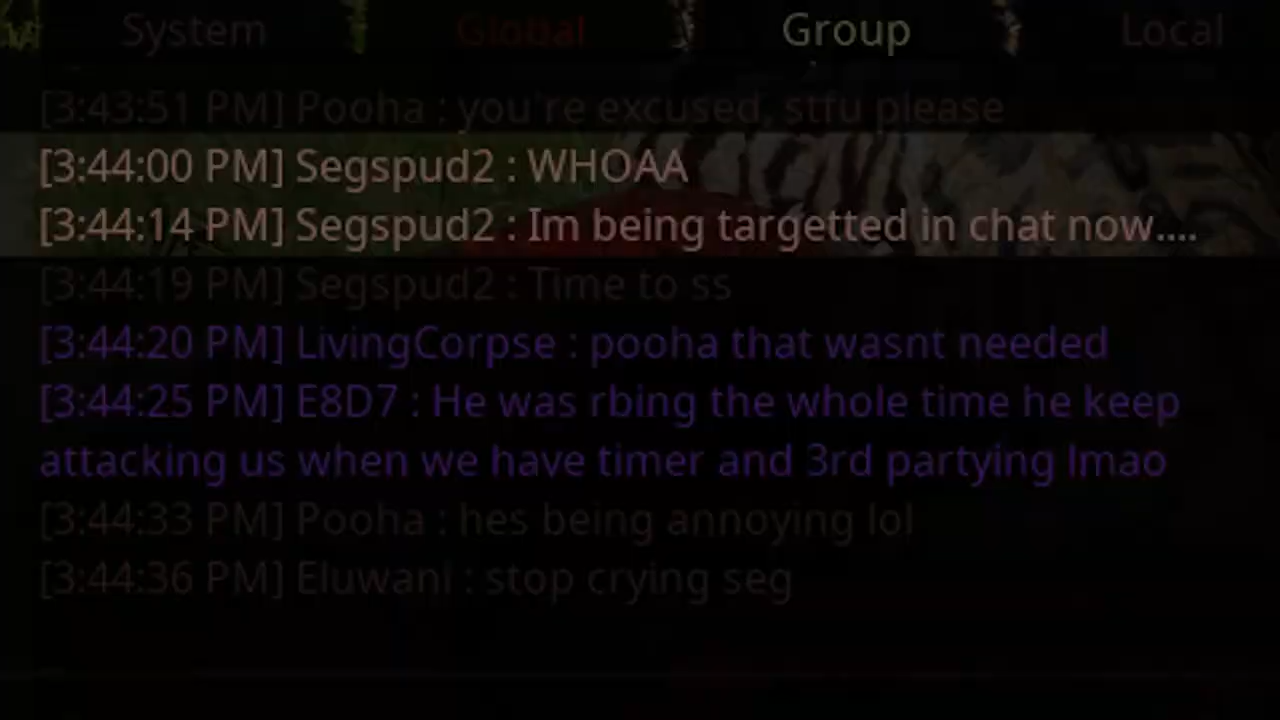 System Global Group Local
[3:43:51 PM] Pooha : you're excused, stfu please
[3:44:00 PM] Segspud2 : WHOAA
[3:44:14 PM] Segspud2 : Im being targetted in chat now....
[3:44:19 PM] Segspud2 : Time to ss
[3:44:20 PM] LivingCorpse : pooha that wasnt needed
[3:44:25 PM] E8D7 : He was rbing the whole time he keep
attacking us when we have timer and 3rd partying lmao
[3:44:33 PM] Pooha : hes being annoying lol
[3:44:36 PM] Eluwani : stop crying seg